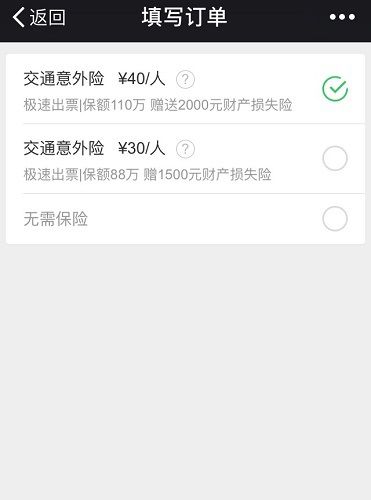 返回
填写订单
交通意外险 ¥40/人 ?
极速出票|保额110万 赠送2000元财产损失险
交通意外险 ¥30/人 ?
极速出票|保额88万 赠1500元财产损失险
无需保险